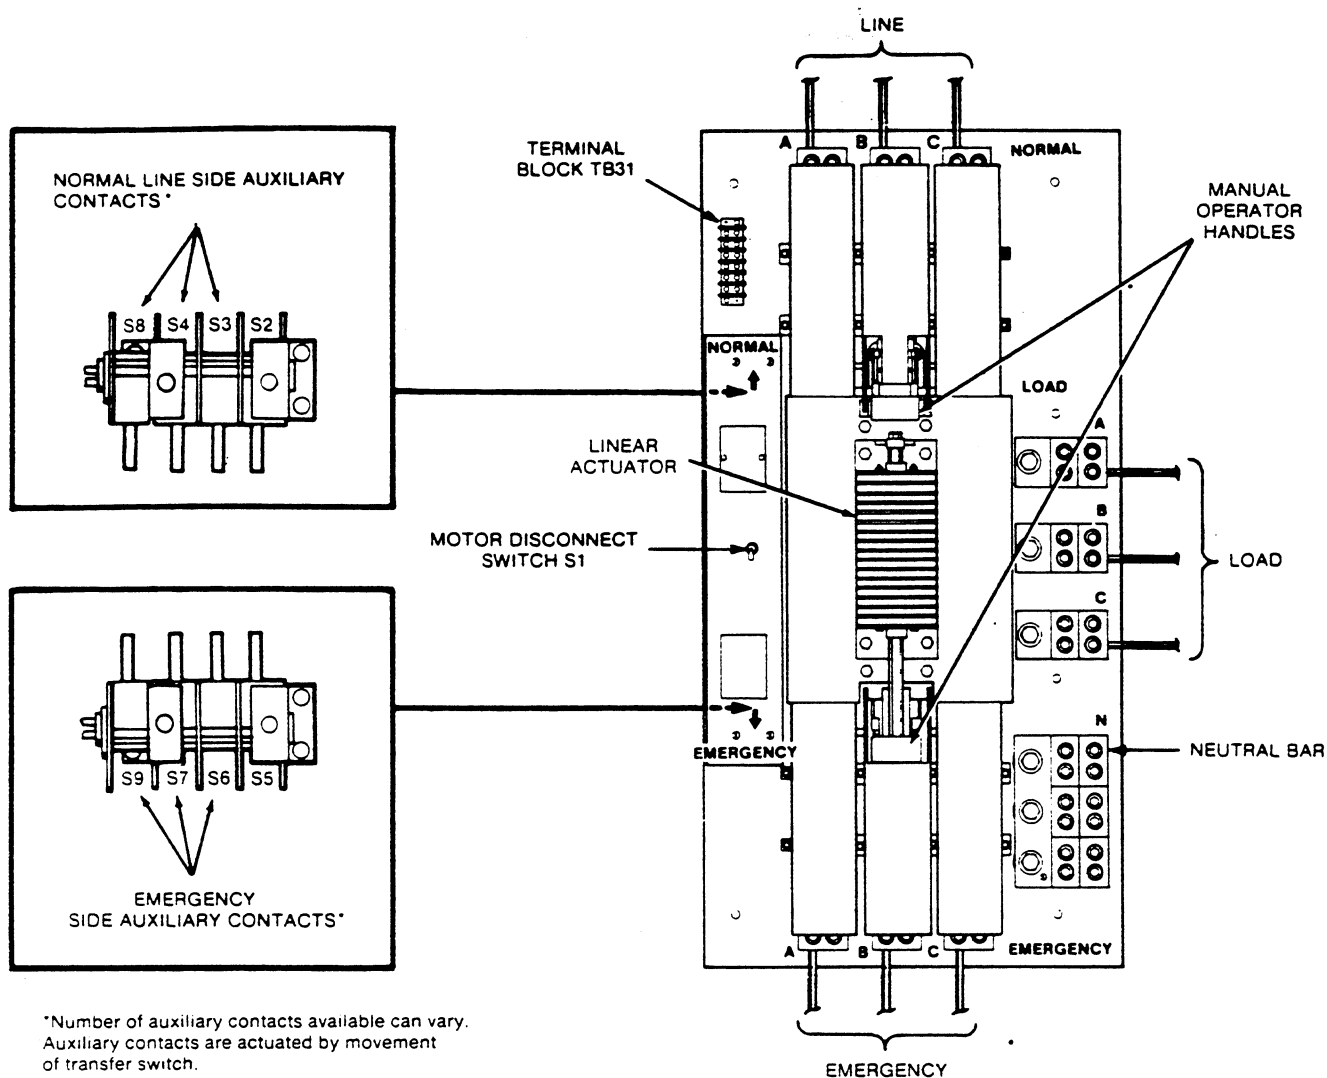 LINE
A
B
C
NORMAL
TERMINAL
BLOCK TB31
MANUAL
OPERATOR
HANDLES
NORMAL LINE SIDE AUXILIARY
CONTACTS*
S8 S4 S3 S2
NORMAL
LOAD
A
LINEAR
ACTUATOR
B
MOTOR DISCONNECT
SWITCH S1
LOAD
C
N
EMERGENCY
NEUTRAL BAR
S9 S7 S6 S5
EMERGENCY
SIDE AUXILIARY CONTACTS*
A
B
C
EMERGENCY
*Number of auxiliary contacts available can vary.
Auxiliary contacts are actuated by movement
of transfer switch.
EMERGENCY